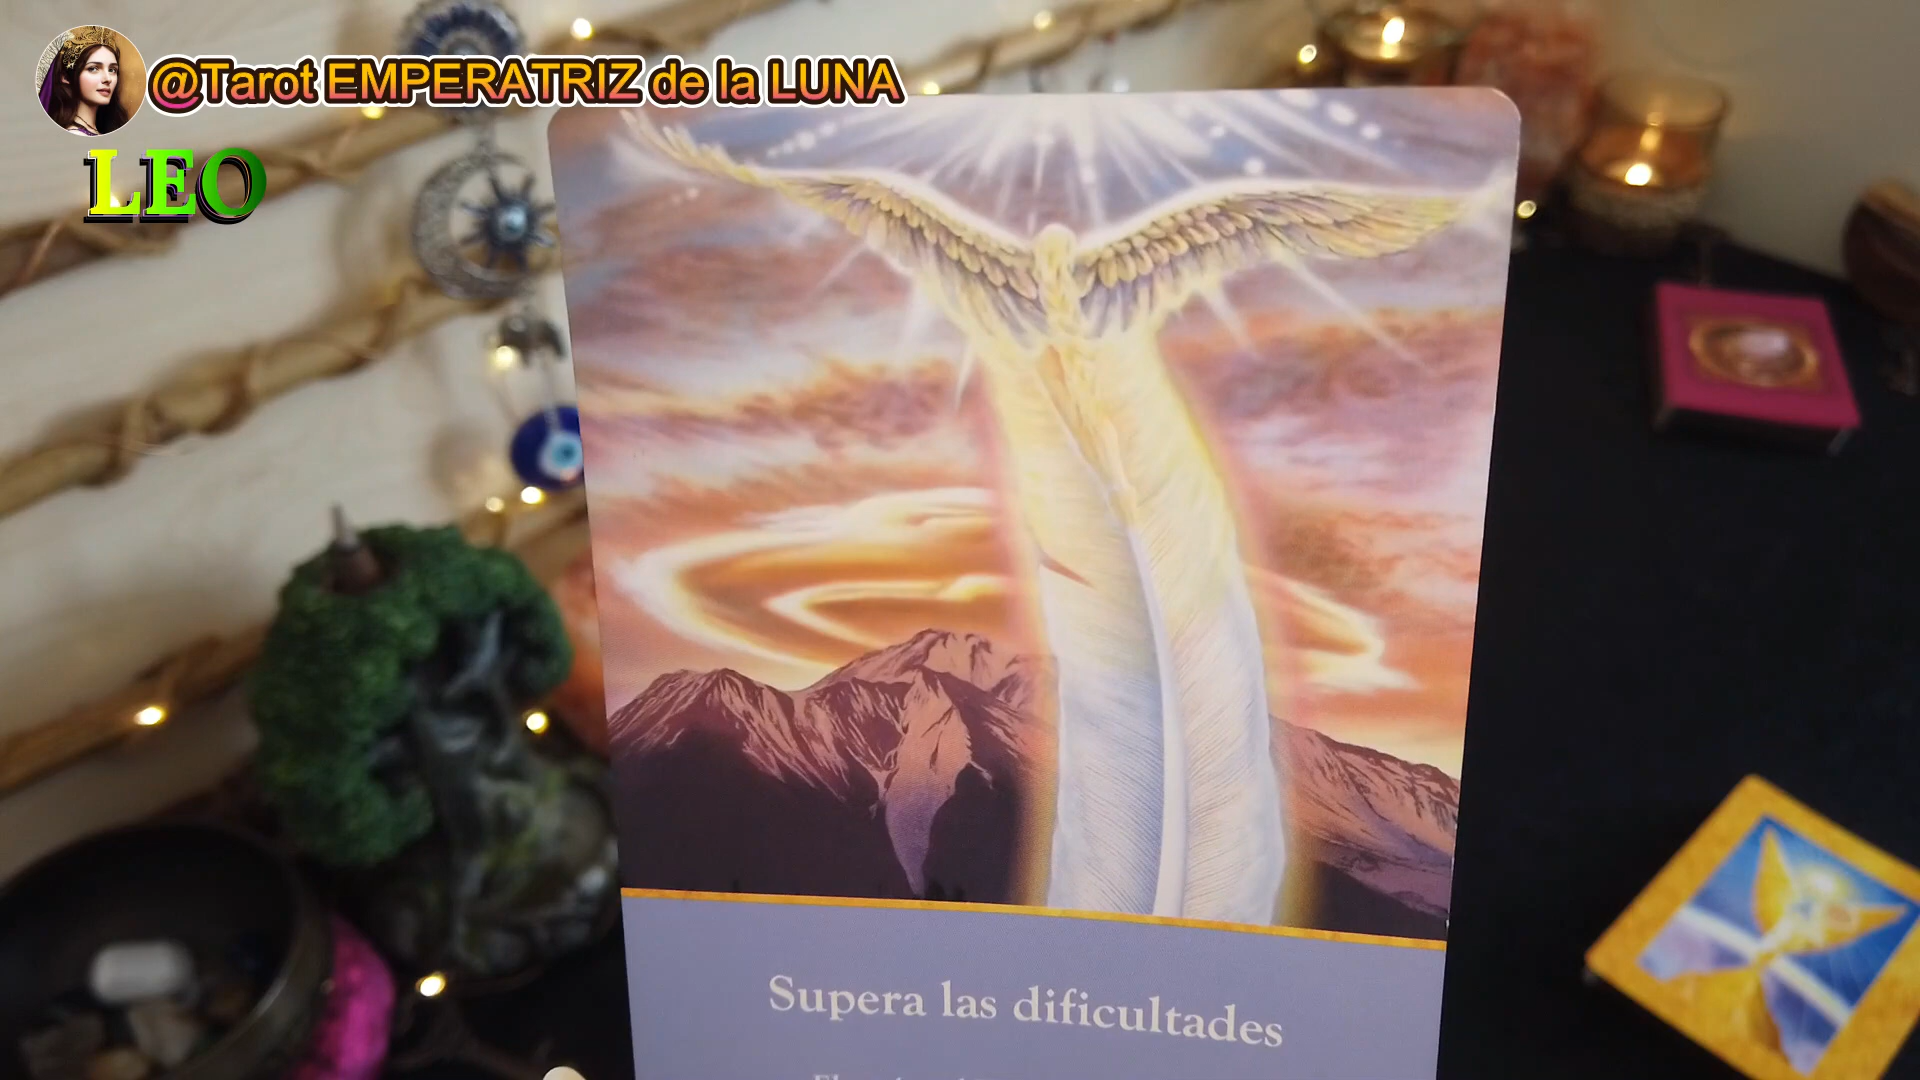 @Tarot EMPERATRIZ de la LUNA
LEO
Supera las dificultades